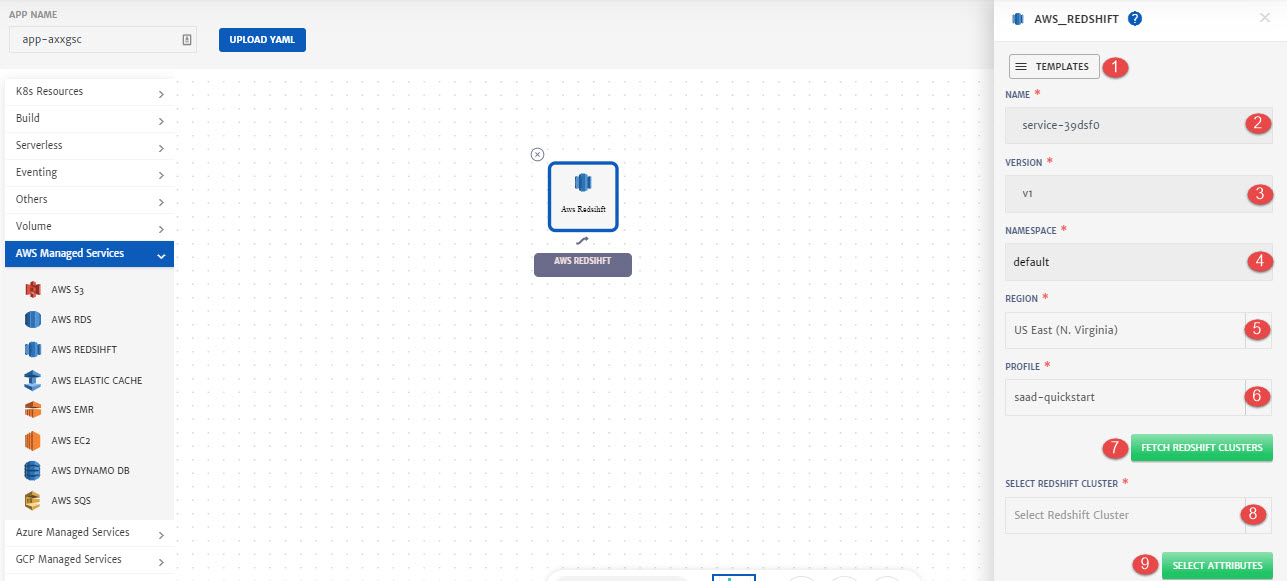 APP NAME
app-axxgsc
UPLOAD YAML
K8s Resources
Build
Serverless
Eventing
Others
Volume
AWS Managed Services
AWS S3
AWS RDS
AWS REDSIHFT
AWS ELASTIC CACHE
AWS EMR
AWS EC2
AWS DYNAMO DB
AWS SQS
Azure Managed Services
GCP Managed Services
Aws Redsihft
AWS REDSIHFT
AWS_REDSHIFT ?
TEMPLATES 1
NAME *
service-39dsf0 2
VERSION *
v1 3
NAMESPACE *
default 4
REGION *
US East (N. Virginia) 5
PROFILE *
saad-quickstart 6
7 FETCH REDSHIFT CLUSTERS
SELECT REDSHIFT CLUSTER *
Select Redshift Cluster 8
9 SELECT ATTRIBUTES